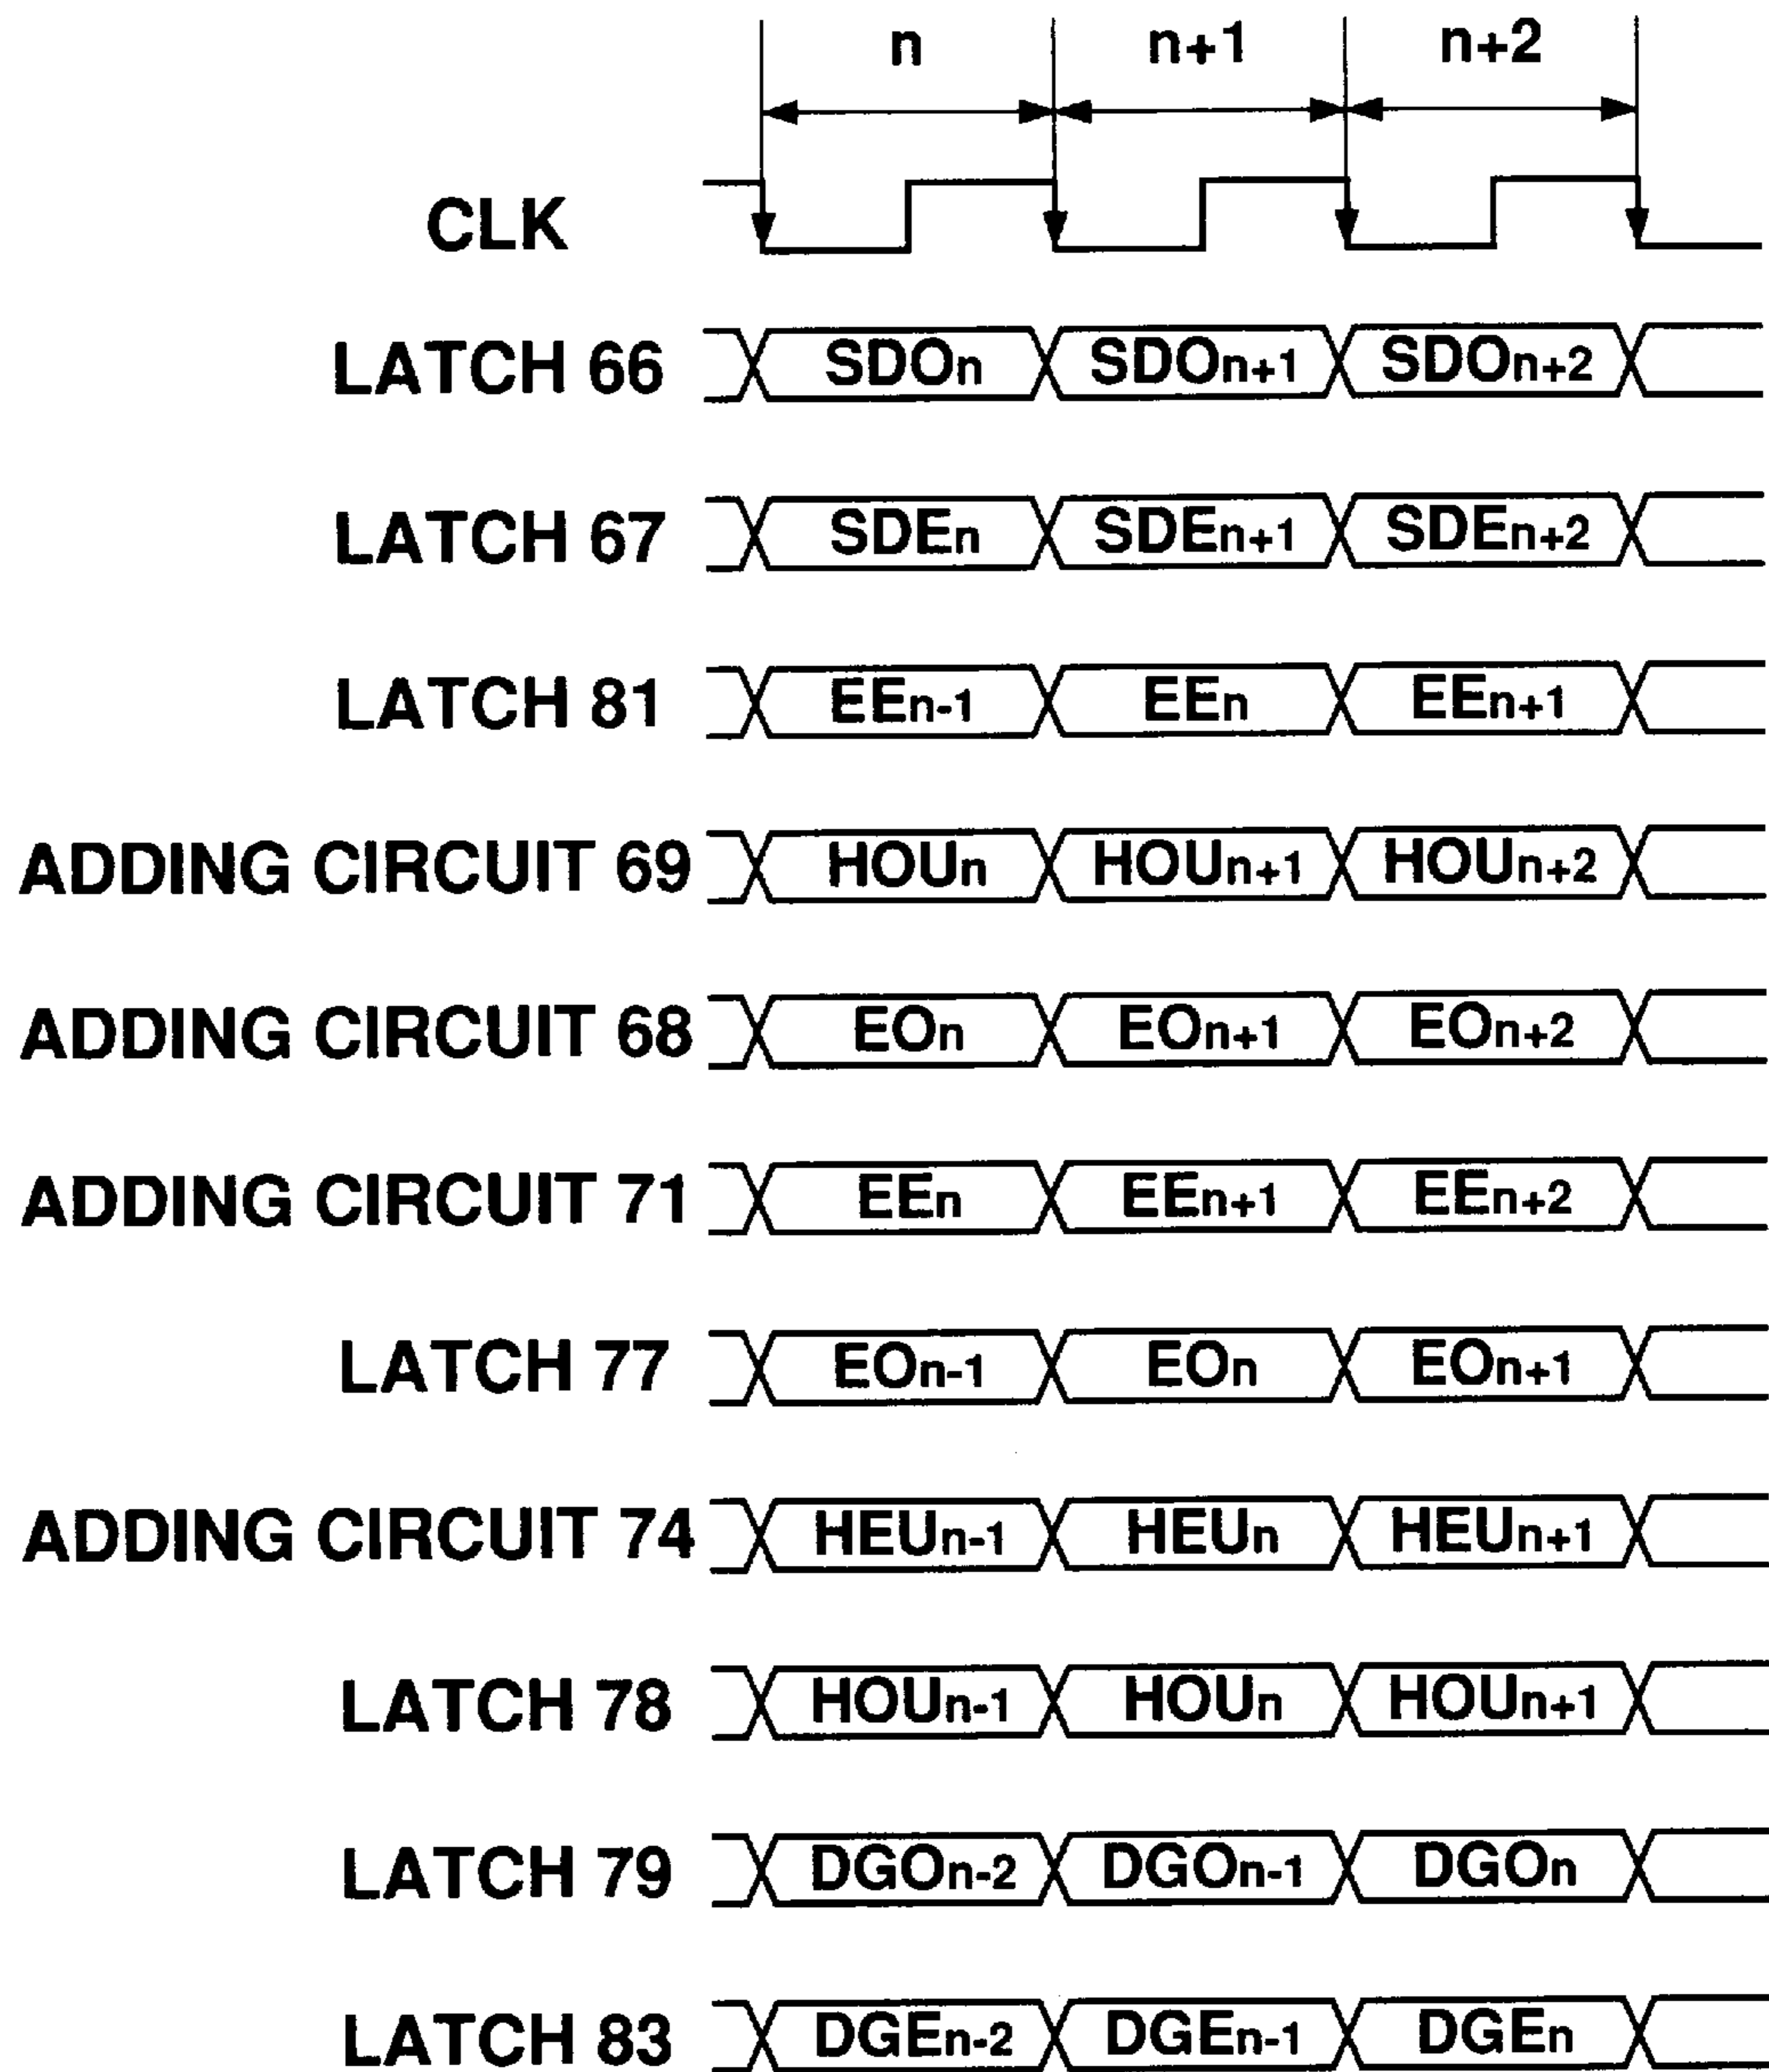 n n+1 n+2
CLK
LATCH 66 SDOn SDOn+1 SDOn+2
LATCH 67 SDEn SDEn+1 SDEn+2
LATCH 81 EEn-1 EEn EEn+1
ADDING CIRCUIT 69 HOUn HOUn+1 HOUn+2
ADDING CIRCUIT 68 EOn EOn+1 EOn+2
ADDING CIRCUIT 71 EEn EEn+1 EEn+2
LATCH 77 EOn-1 EOn EOn+1
ADDING CIRCUIT 74 HEUn-1 HEUn HEUn+1
LATCH 78 HOUn-1 HOUn HOUn+1
LATCH 79 DGOn-2 DGOn-1 DGOn
LATCH 83 DGEn-2 DGEn-1 DGEn